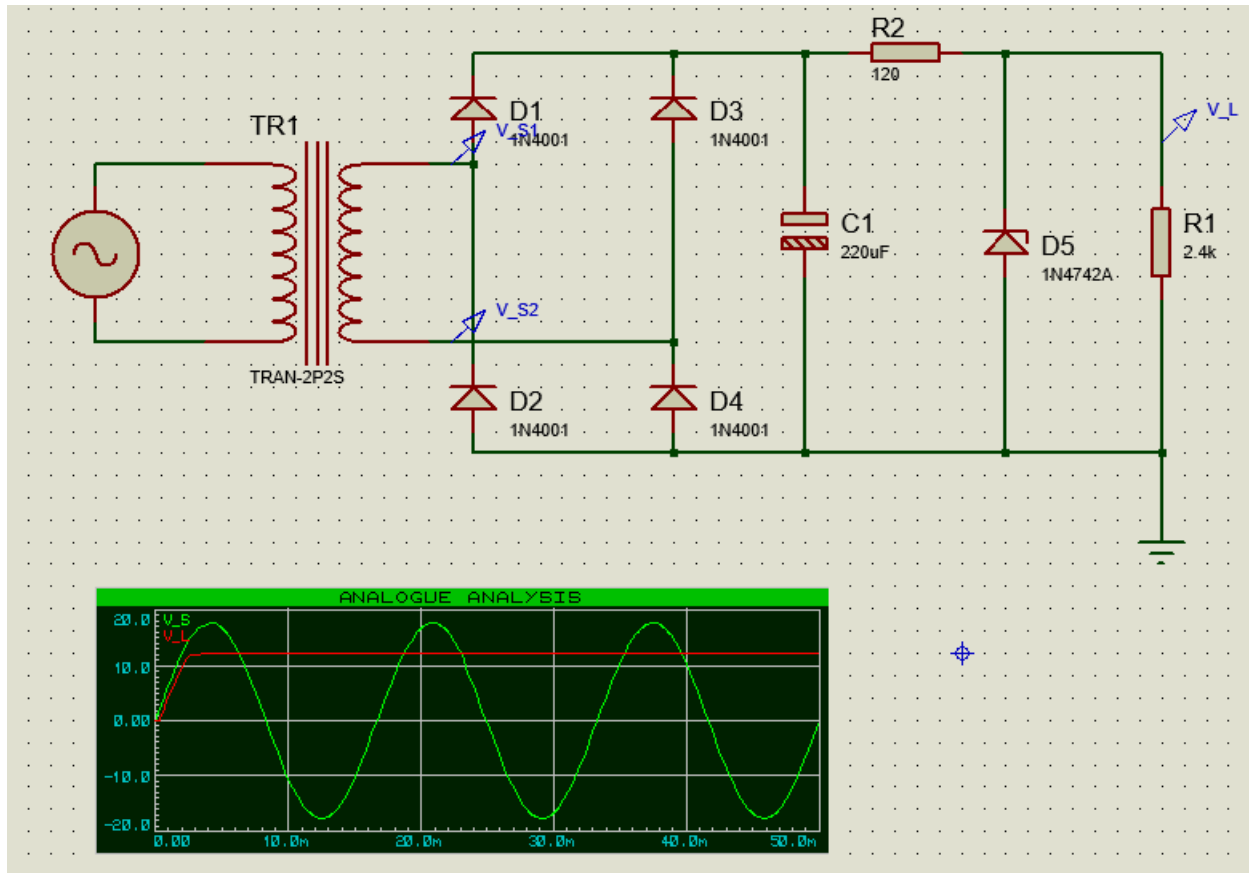 R2
120
D1
1N4001
V_S1
D3
1N4001
V_L
TR1
C1
220uF
R1
2.4k
D5
1N4742A
V_S2
TRAN-2P2S
D2
1N4001
D4
1N4001
ANALOGUE ANALYSIS
20.0
V_S
V_L
10.0
0.00
-10.0
-20.0
0.00 10.0m 20.0m 30.0m 40.0m 50.0m